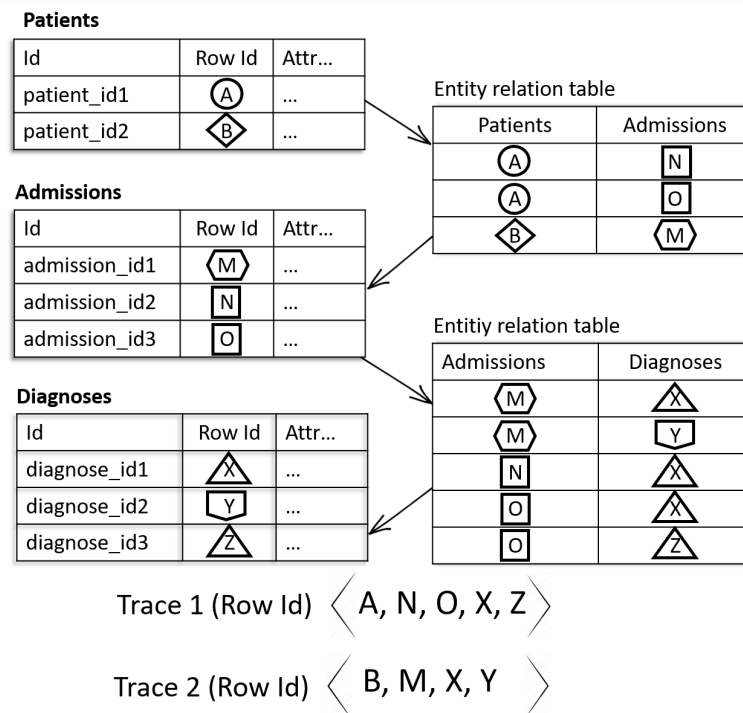 Patients
Id Row Id Attr...
patient_id1 A ...
patient_id2 B ...
Entity relation table
Patients Admissions
A N
A O
B M
Admissions
Id Row Id Attr...
admission_id1 M ...
admission_id2 N ...
admission_id3 O ...
Entitiy relation table
Admissions Diagnoses
M X
M Y
N X
O X
O Z
Diagnoses
Id Row Id Attr...
diagnose_id1 X ...
diagnose_id2 Y ...
diagnose_id3 Z ...
Trace 1 (Row Id) A, N, O, X, Z
Trace 2 (Row Id) B, M, X, Y